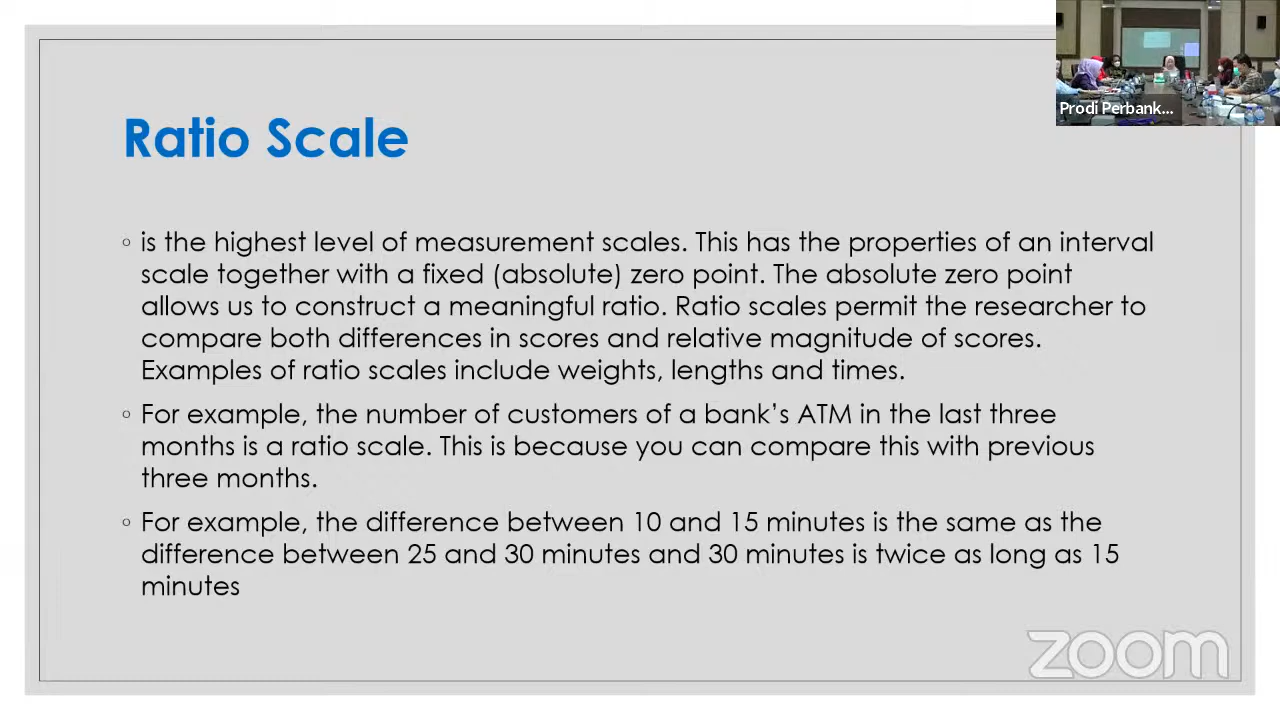 Prodi Perbank...
Ratio Scale
◦ is the highest level of measurement scales. This has the properties of an interval
scale together with a fixed (absolute) zero point. The absolute zero point
allows us to construct a meaningful ratio. Ratio scales permit the researcher to
compare both differences in scores and relative magnitude of scores.
Examples of ratio scales include weights, lengths and times.
◦ For example, the number of customers of a bank’s ATM in the last three
months is a ratio scale. This is because you can compare this with previous
three months.
◦ For example, the difference between 10 and 15 minutes is the same as the
difference between 25 and 30 minutes and 30 minutes is twice as long as 15
minutes
zoom